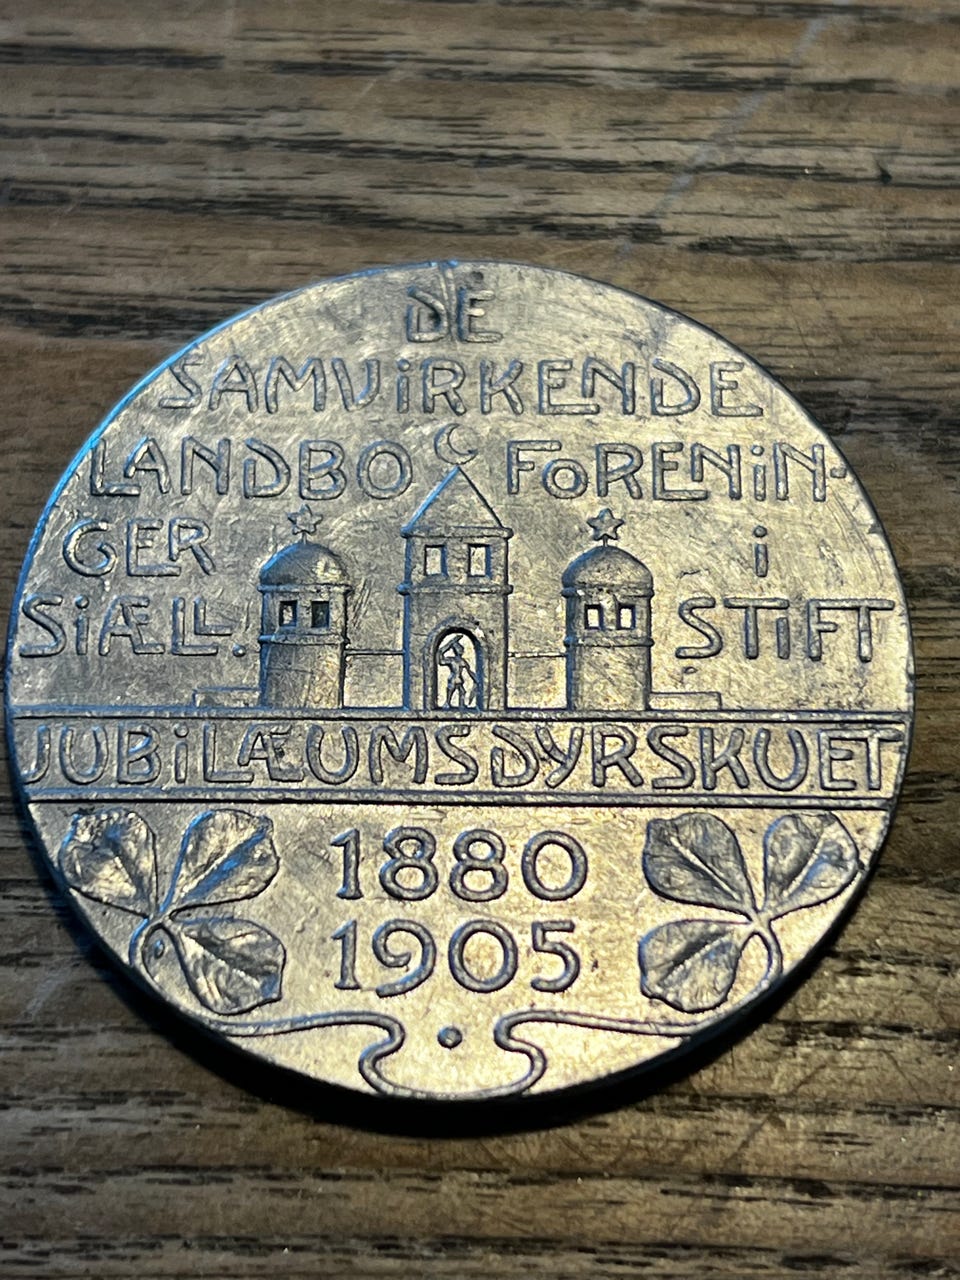 DE
SAMViRKENDE
LANDBO FORENiN-
GER i
SiÆLL. STiFT
JUBiLÆUMSDYRSKUET
1880
1905